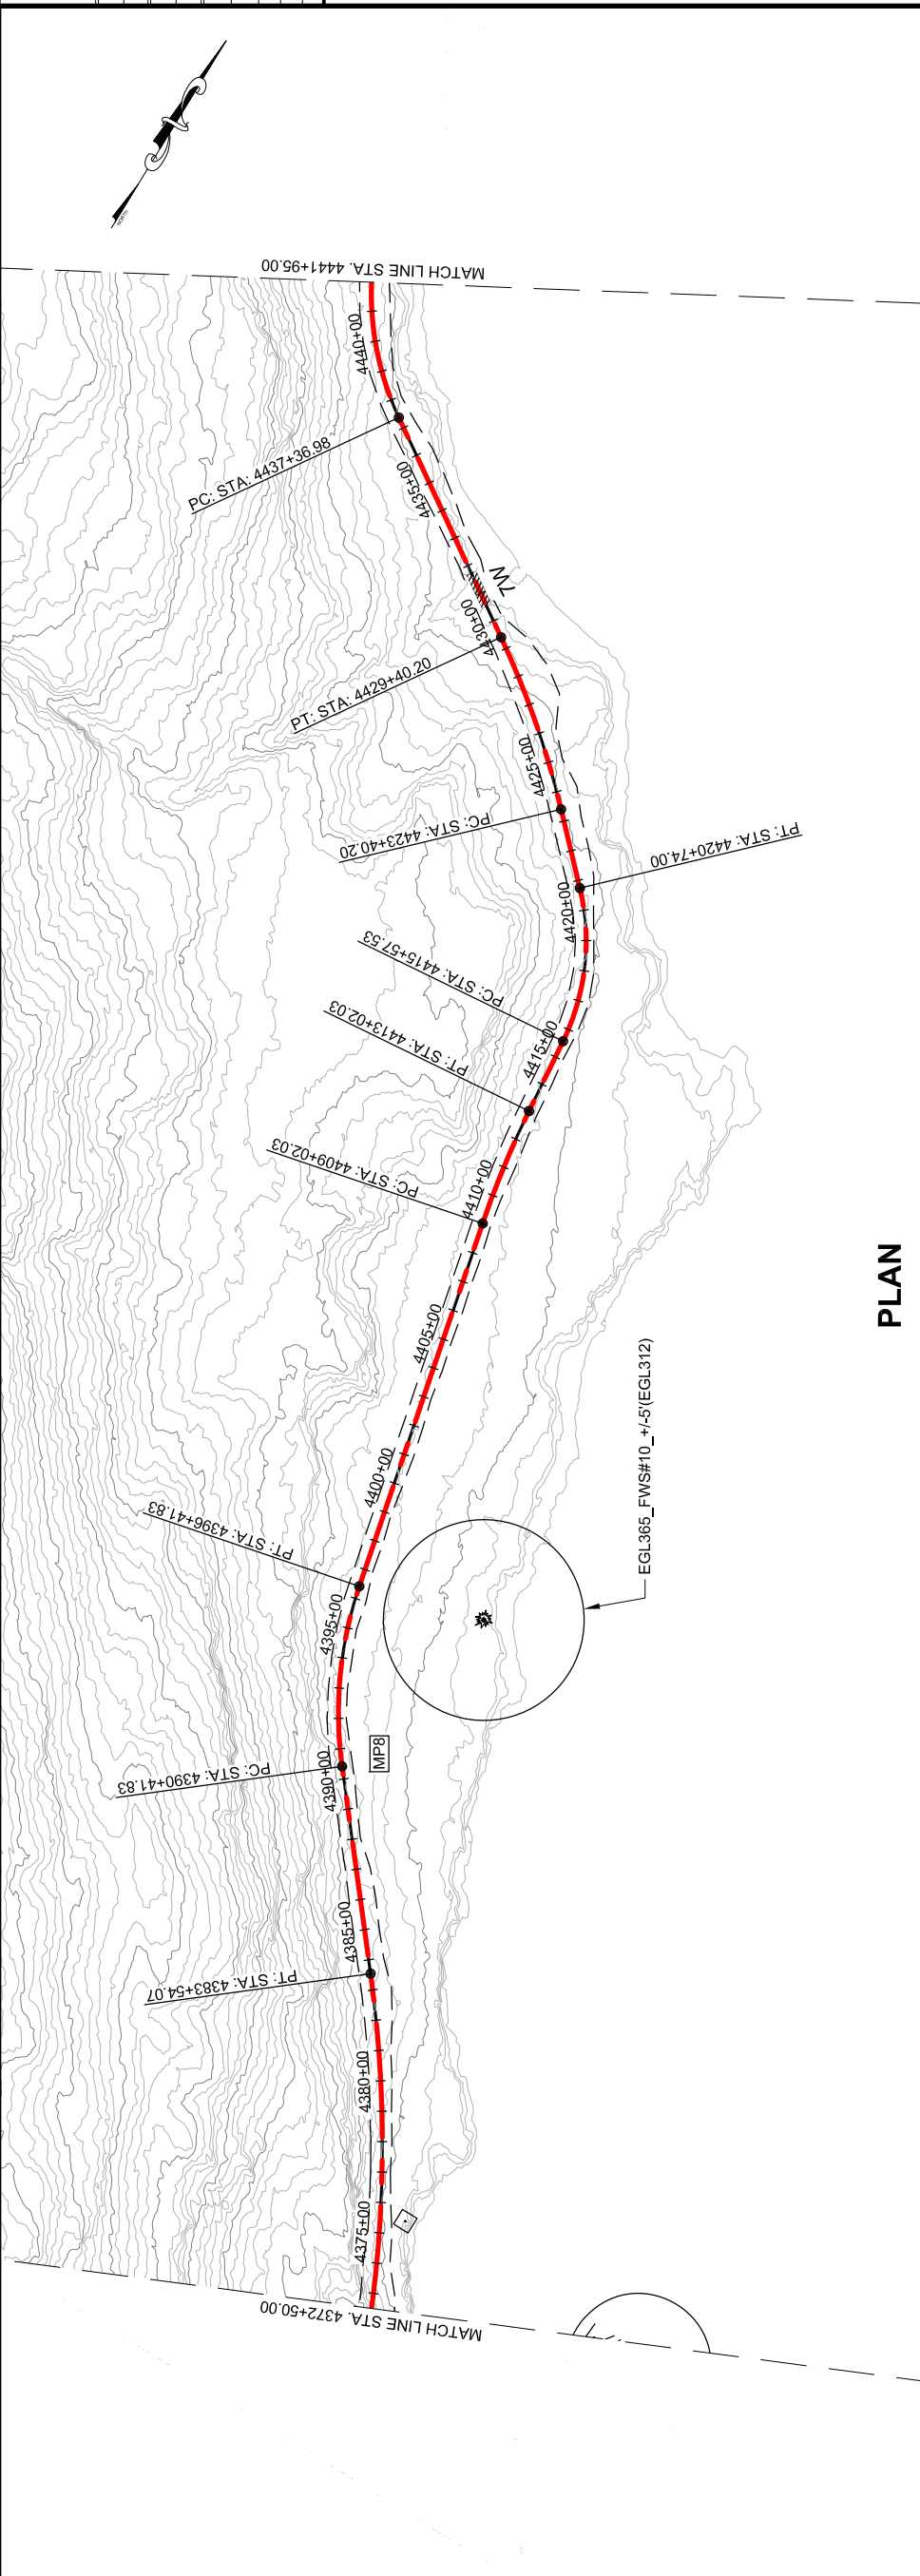 NORTH
MATCH LINE STA. 4441+95.00
4440+00
PC: STA: 4437+36.98
4435+00
7W
4430+00
PT: STA: 4429+40.20
4425+00
PC: STA: 4423+40.20
PT: STA: 4420+74.00
4420+00
PC: STA: 4415+57.53
4415+00
PT: STA: 4413+02.03
PC: STA: 4409+02.03
4410+00
4405+00
PLAN
EGL365_FWS#10_+/-5'(EGL312)
4400+00
PT: STA: 4396+41.83
4395+00
MP8
PC: STA: 4390+41.83
4390+00
4385+00
PT: STA: 4383+54.07
4380+00
4375+00
MATCH LINE STA. 4372+50.00